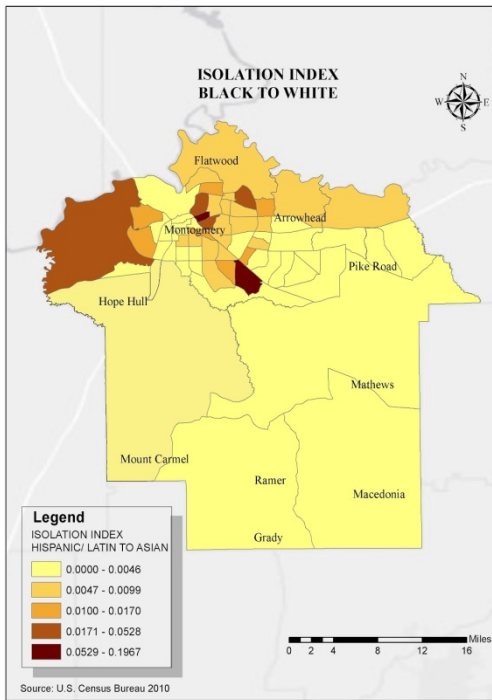 ISOLATION INDEX
BLACK TO WHITE
N
W E
S
Flatwood
Arrowhead
Montogmery
Pike Road
Hope Hull
Mathews
Mount Carmel
Ramer
Macedonia
Grady
Legend
ISOLATION INDEX
HISPANIC/ LATIN TO ASIAN
0.0000 - 0.0046
0.0047 - 0.0099
0.0100 - 0.0170
0.0171 - 0.0528
0.0529 - 0.1967
0 2 4 8 12 16
Miles
Source: U.S. Census Bureau 2010